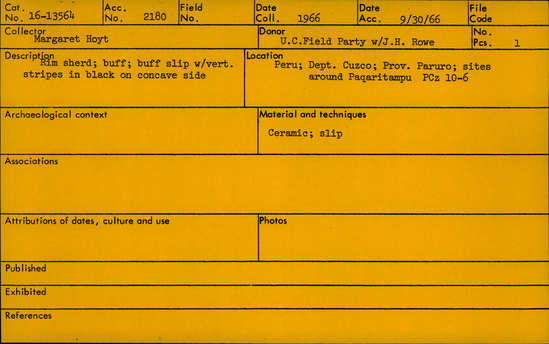 Cat. No. 16-13564 Acc. No. 2180 Field No. Date Coll. 1966 Date Acc. 9/30/66 File Code
Collector Margaret Hoyt Donor U.C.Field Party w/J.H. Rowe No. Pcs. 1
Description Rim sherd; buff; buff slip w/vert.
stripes in black on concave side
Location Peru; Dept. Cuzco; Prov. Paruro; sites
around Paqaritampu PCz 10-6
Archaeological context
Material and techniques
Ceramic; slip
Associations
Attributions of dates, culture and use
Photos
Published
Exhibited
References